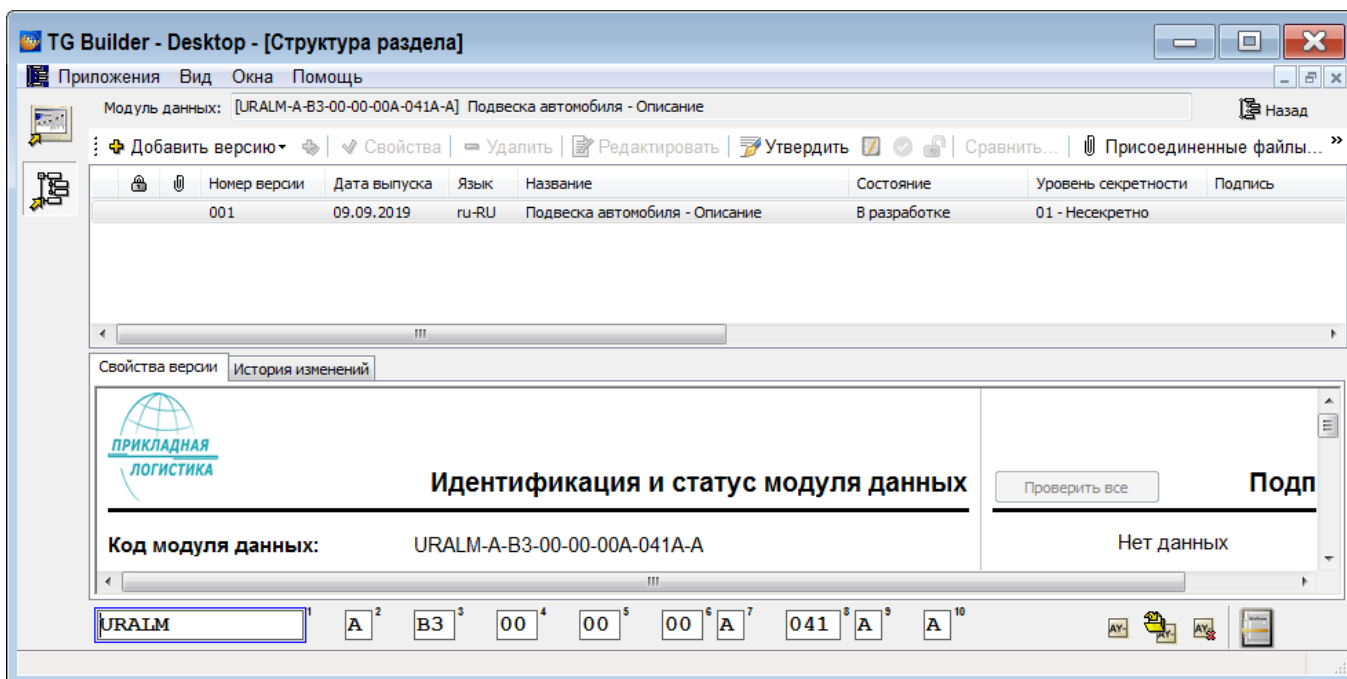 TG Builder - Desktop - [Структура раздела]
Приложения Вид Окна Помощь
Модуль данных: [URALM-A-B3-00-00-00A-041A-A] Подвеска автомобиля - Описание Назад
Добавить версию Свойства Удалить Редактировать Утвердить Сравнить... Присоединенные файлы... »
Номер версии Дата выпуска Язык Название Состояние Уровень секретности Подпись
001 09.09.2019 ru-RU Подвеска автомобиля - Описание В разработке 01 - Несекретно
Свойства версии История изменений
ПРИКЛАДНАЯ
ЛОГИСТИКА
Идентификация и статус модуля данных Проверить все Подп
Код модуля данных: URALM-A-B3-00-00-00A-041A-A Нет данных
URALM 1 A 2 B3 3 00 4 00 5 00 6 A 7 041 8 A 9 A 10 AY- AY- AY-